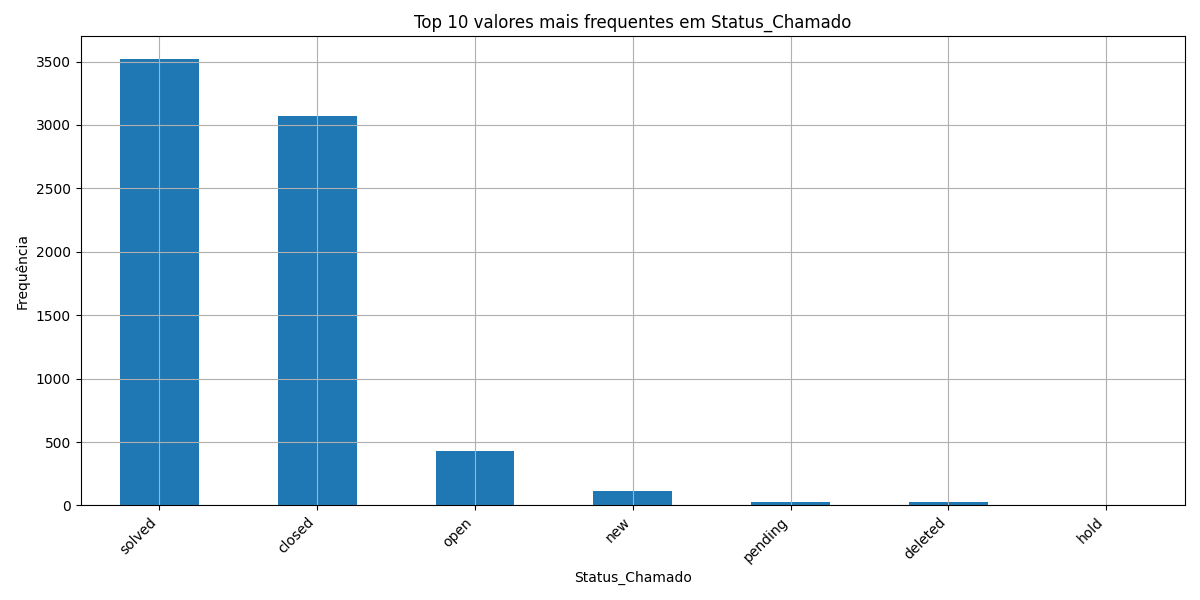 Top 10 valores mais frequentes em Status_Chamado
3500
3000
2500
2000
1500
1000
500
0
Frequência
solved
closed
open
new
pending
deleted
hold
Status_Chamado